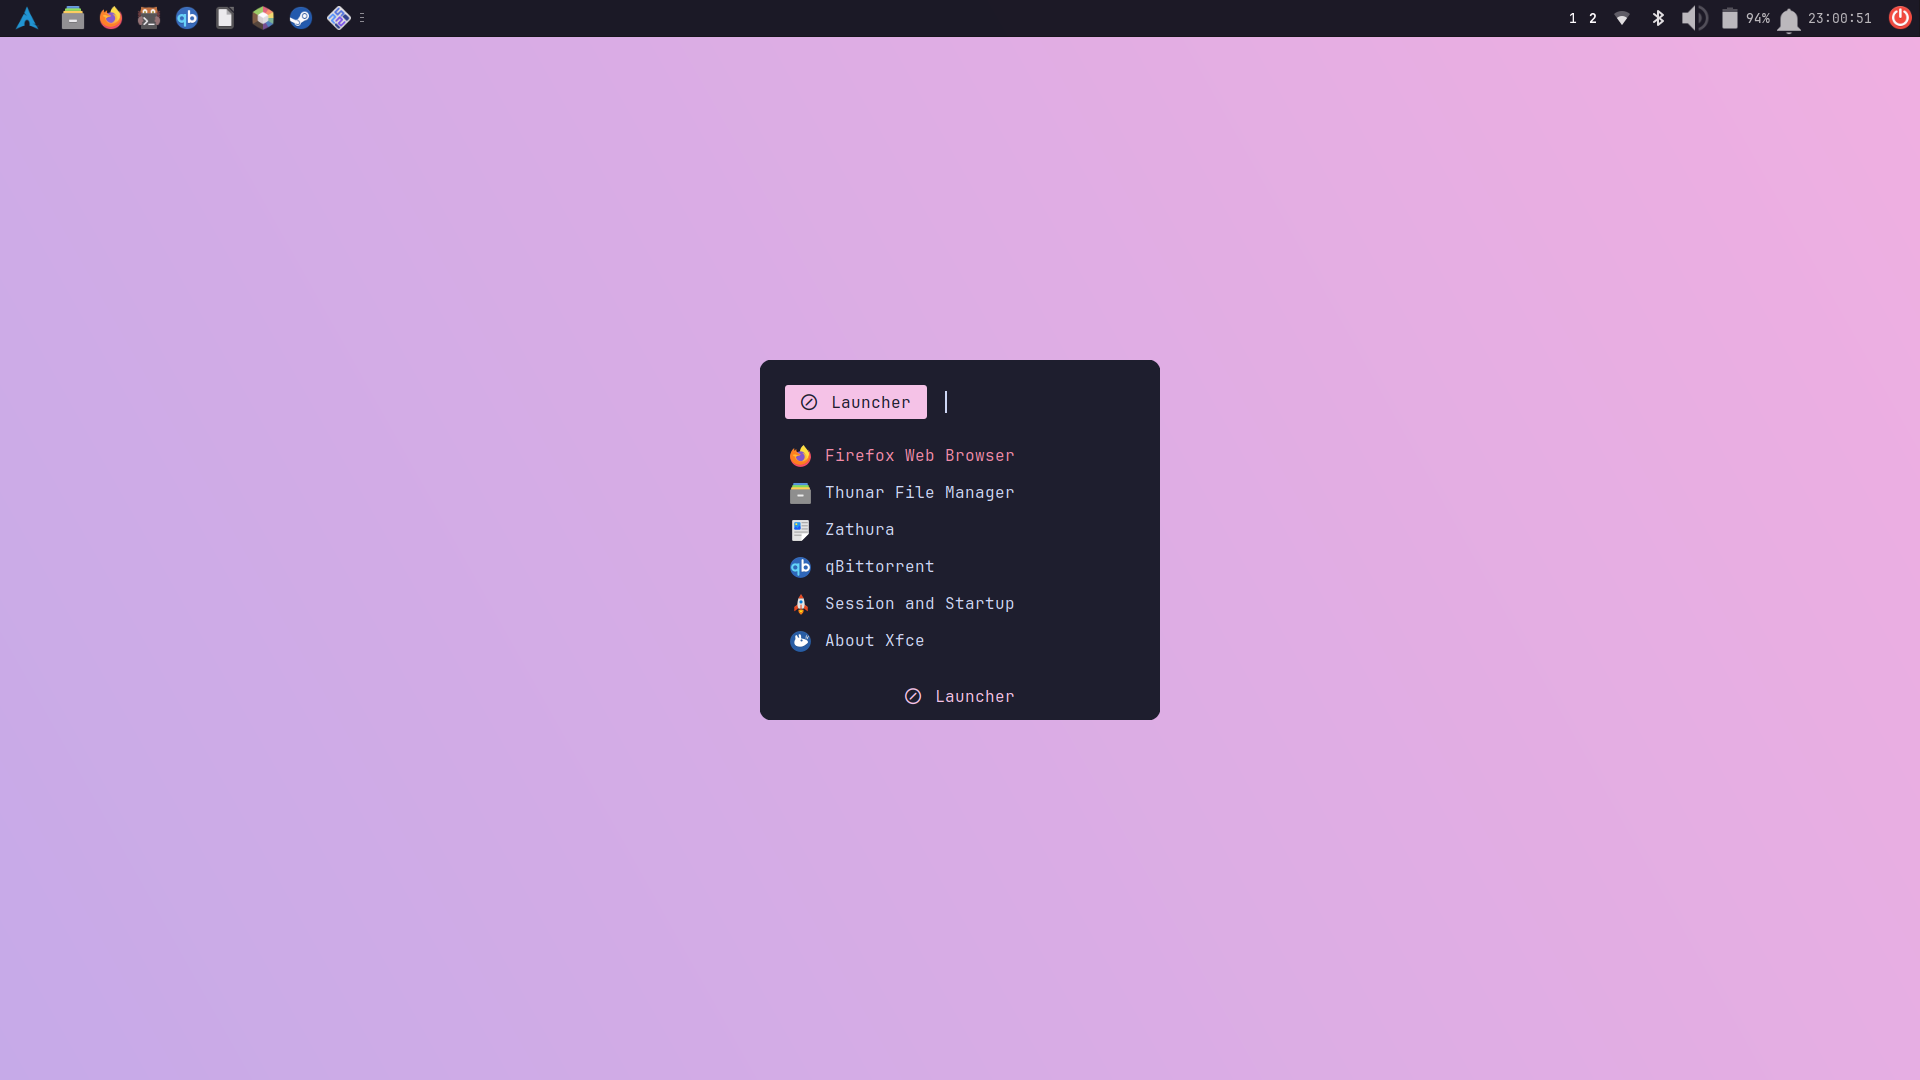 1 2 94% 23:00:51
Launcher
Firefox Web Browser
Thunar File Manager
Zathura
qBittorrent
Session and Startup
About Xfce
Launcher